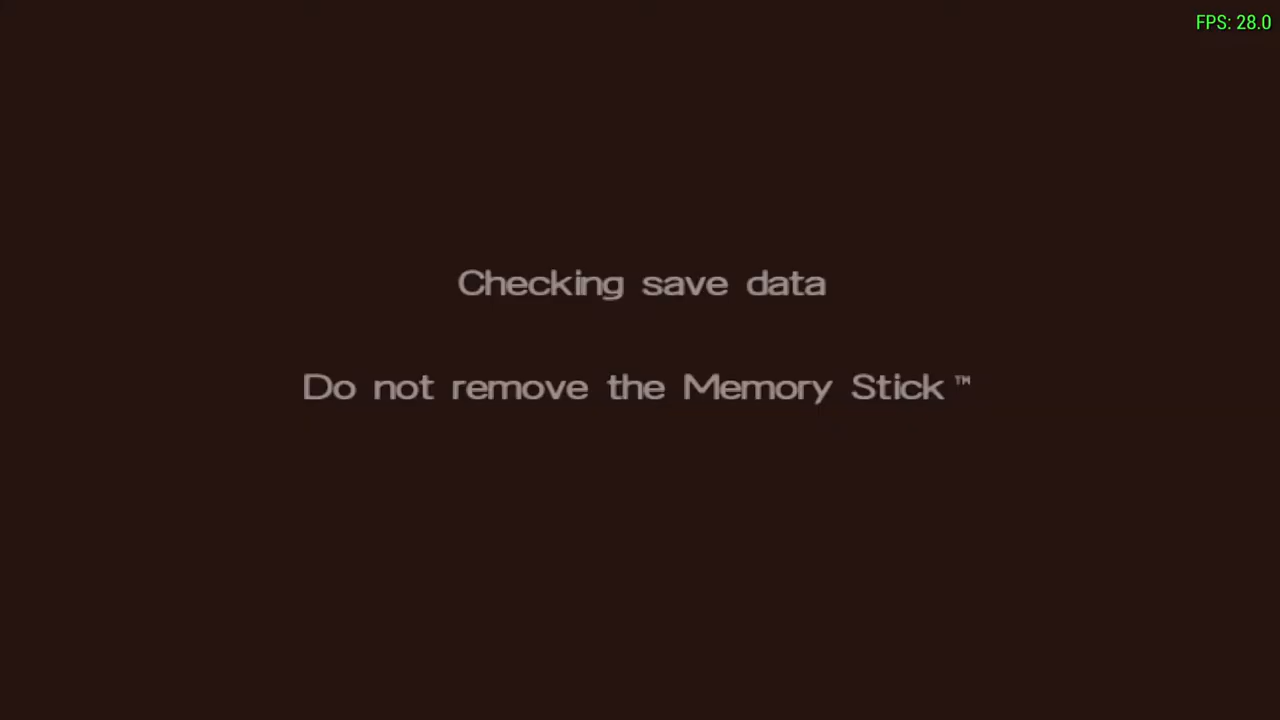 FPS: 28.0
Checking save data
Do not remove the Memory Stick™